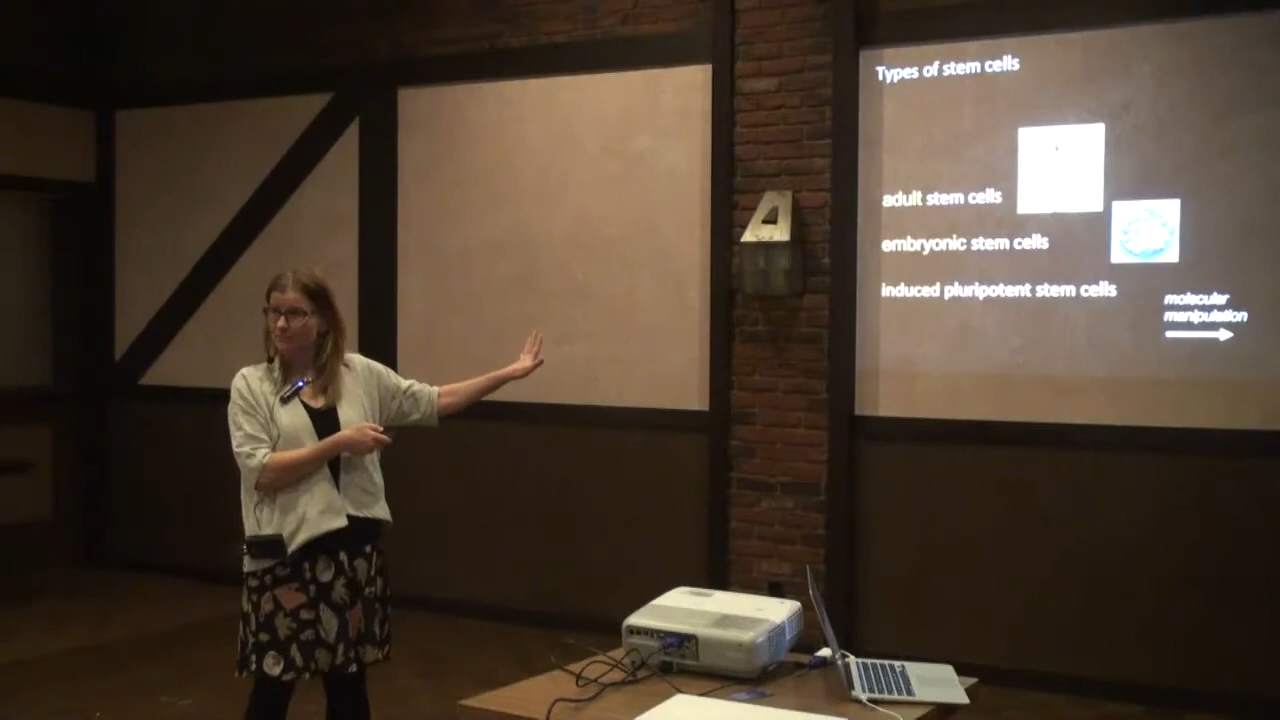 Types of stem cells
adult stem cells
embryonic stem cells
induced pluripotent stem cells
molecular
manipulation
A